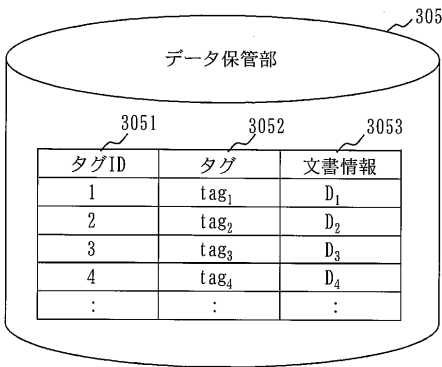 305
データ保管部
3051 3052 3053
タグID タグ 文書情報
1 tag₁ D₁
2 tag₂ D₂
3 tag₃ D₃
4 tag₄ D₄
: : :